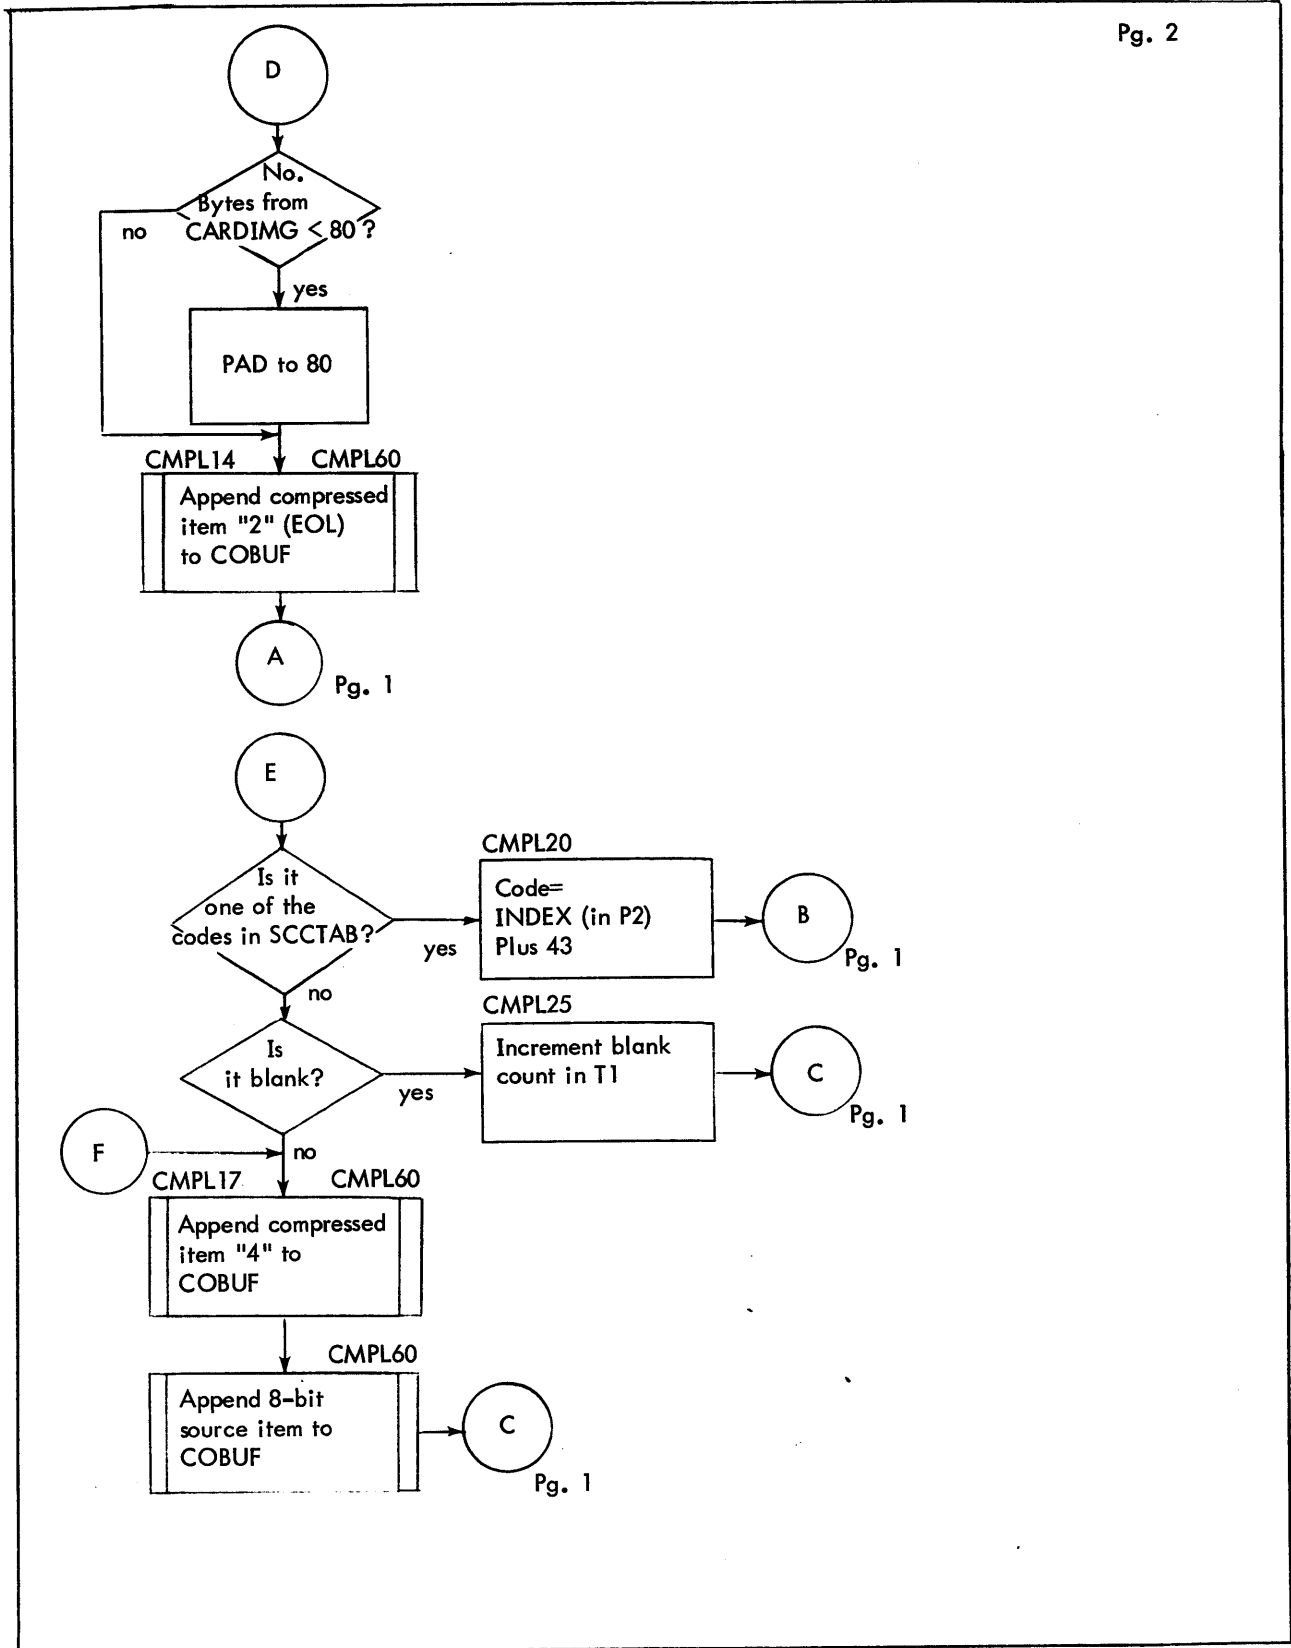 Pg. 2
D
No.
Bytes from
CARDIMG < 80 ?
no
yes
PAD to 80
CMPL14 CMPL60
Append compressed
item "2" (EOL)
to COBUF
A
Pg. 1
E
Is it
one of the
codes in SCCTAB?
yes
no
CMPL20
Code=
INDEX (in P2)
Plus 43
B
Pg. 1
Is
it blank?
yes
no
CMPL25
Increment blank
count in T1
C
Pg. 1
F
CMPL17 CMPL60
Append compressed
item "4" to
COBUF
CMPL60
Append 8-bit
source item to
COBUF
C
Pg. 1